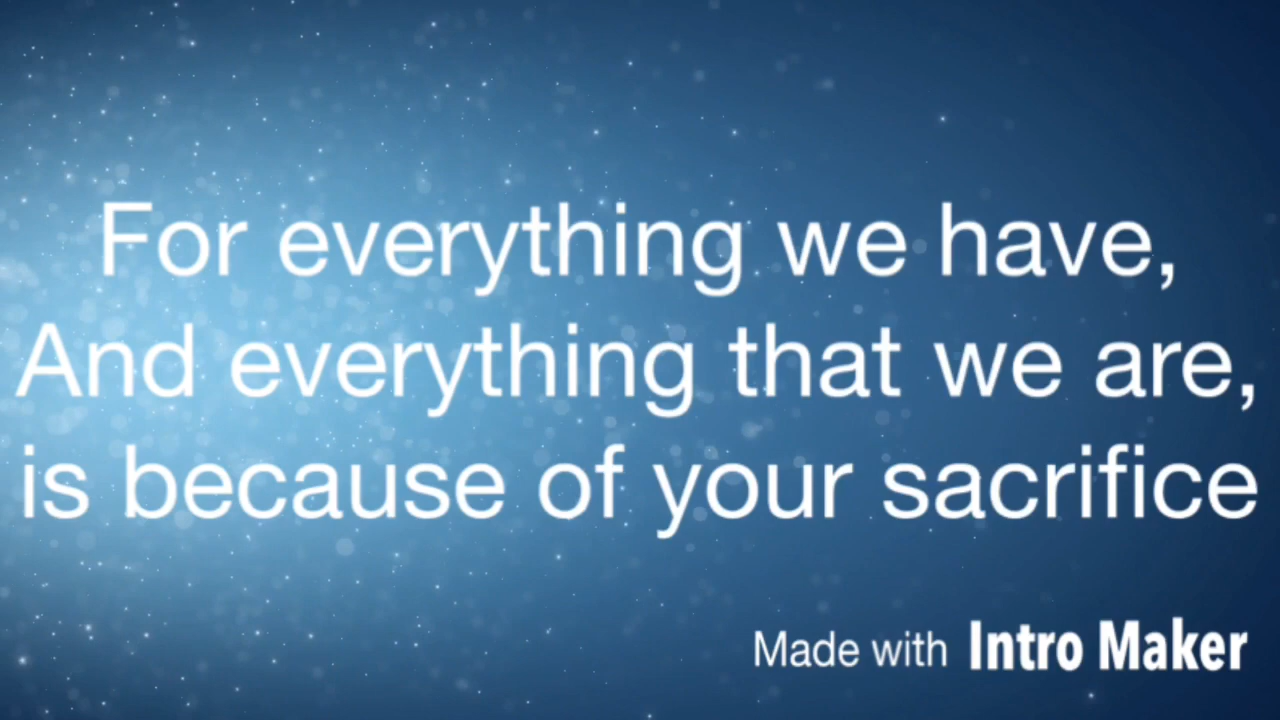 For everything we have,
And everything that we are,
is because of your sacrifice
Made with Intro Maker